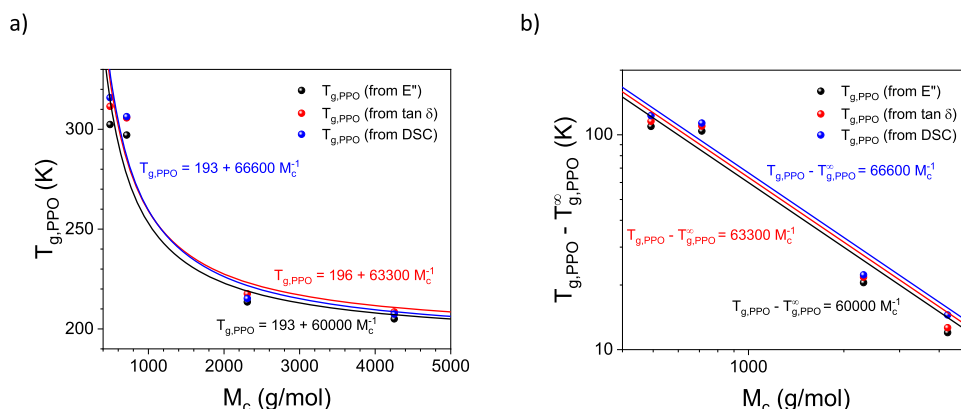 a)
b)
T_g,PPO (from E")
T_g,PPO (from tan δ)
T_g,PPO (from DSC)
T_g,PPO = 193 + 66600 M_c^-1
T_g,PPO = 196 + 63300 M_c^-1
T_g,PPO = 193 + 60000 M_c^-1
T_g,PPO (K)
300
250
200
1000
2000
3000
4000
5000
M_c (g/mol)
T_g,PPO (from E")
T_g,PPO (from tan δ)
T_g,PPO (from DSC)
T_g,PPO - T^∞_g,PPO = 66600 M_c^-1
T_g,PPO - T^∞_g,PPO = 63300 M_c^-1
T_g,PPO - T^∞_g,PPO = 60000 M_c^-1
T_g,PPO - T^∞_g,PPO (K)
100
10
1000
M_c (g/mol)